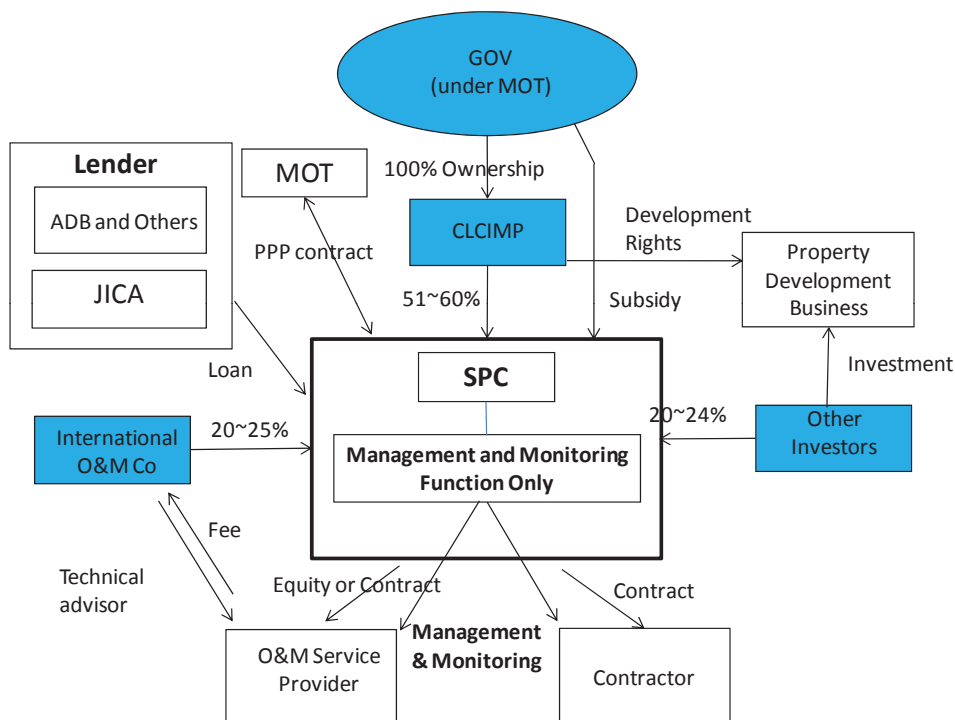 GOV
(under MOT)
Lender
ADB and Others
JICA
MOT
100% Ownership
CLCIMP
Development
Rights
Property
Development
Business
PPP contract
51~60%
Subsidy
Loan
SPC
Investment
International
O&M Co
20~25%
20~24%
Other
Investors
Management and Monitoring
Function Only
Fee
Technical
advisor
Equity or Contract
Contract
Management
& Monitoring
O&M Service
Provider
Contractor